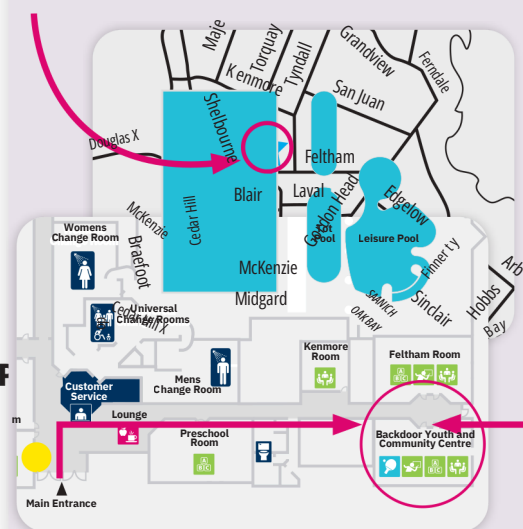 Maje
Torquay
Tyndall
Grandview
Ferndale
Kenmore
San Juan
Shelbourne
Douglas X
Feltham
Blair
Laval
Gordon Head
Edgelow
McKenzie
Cedar Hill
Braefoot
Pool
Leisure Pool
Finnerty
Arb
McKenzie
Midgard
SAANICH
OAK BAY
Sinclair
Hobbs
Bay
Womens
Change Room
Cedar Hill X
Universal
Change Rooms
Kenmore
Room
Feltham Room
Mens
Change Room
Customer
Service
Lounge
m
Preschool
Room
Backdoor Youth and
Community Centre
Main Entrance